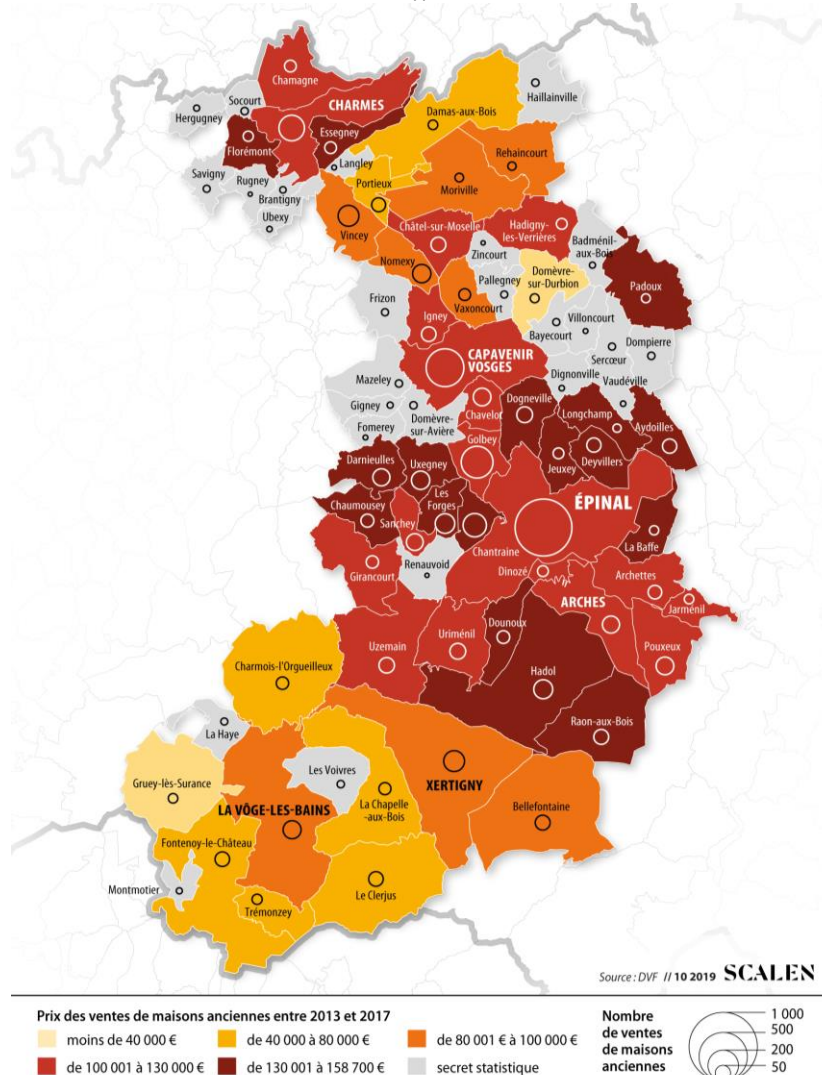 Chamagne
Haillainville
Hergugney
Socourt
CHARMES
Damas-aux-Bois
Essegney
Florémont
Langley
Rehaincourt
Savigny
Rugney
Portieux
Brantigny
Moriville
Ubexy
Châtel-sur-Moselle
Hadigny-
les-Verrières
Vincey
Badménil-
aux-Bois
Zincourt
Nomexy
Domèvre-
sur-Durbion
Pallegney
Padoux
Frizon
Vaxoncourt
Villoncourt
Igney
Bayecourt
Dompierre
CAPAVENIR
VOSGES
Sercœur
Dignonville
Mazeley
Vaudéville
Dogneville
Gigney
Chavelot
Longchamp
Domèvre-
sur-Avière
Fomerey
Aydoilles
Golbey
Darnieulles
Uxegney
Jeuxey
Deyvillers
Les
Forges
Chaumousey
ÉPINAL
Sanchey
La Baffe
Chantraine
Renauvoid
Girancourt
Dinozé
Archettes
ARCHES
Jarménil
Dounoux
Uriménil
Uzemain
Pouxeux
Charmois-l'Orgueilleux
Hadol
Raon-aux-Bois
La Haye
Les Voivres
Gruey-lès-Surance
XERTIGNY
La Chapelle
-aux-Bois
LA VÔGE-LES-BAINS
Bellefontaine
Fontenoy-le-Château
Montmotier
Le Clerjus
Trémonzey
Source : DVF // 10 2019 SCALEN
Prix des ventes de maisons anciennes entre 2013 et 2017
moins de 40 000 €
de 40 000 à 80 000 €
de 80 001 € à 100 000 €
de 100 001 à 130 000 €
de 130 001 à 158 700 €
secret statistique
Nombre
de ventes
de maisons
anciennes
1 000
500
200
50